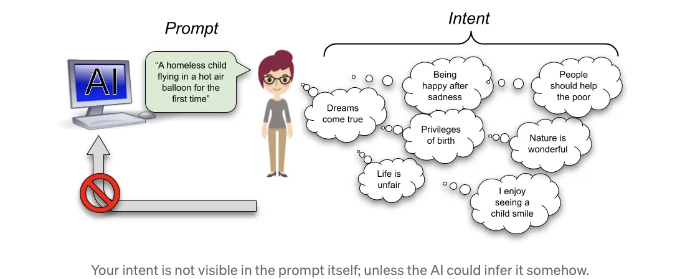 Prompt
Intent
AI
"A homeless child
flying in a hot air
balloon for the
first time"
Dreams
come true
Being
happy after
sadness
People
should help
the poor
Privileges
of birth
Nature is
wonderful
Life is
unfair
I enjoy
seeing a
child smile
Your intent is not visible in the prompt itself; unless the AI could infer it somehow.